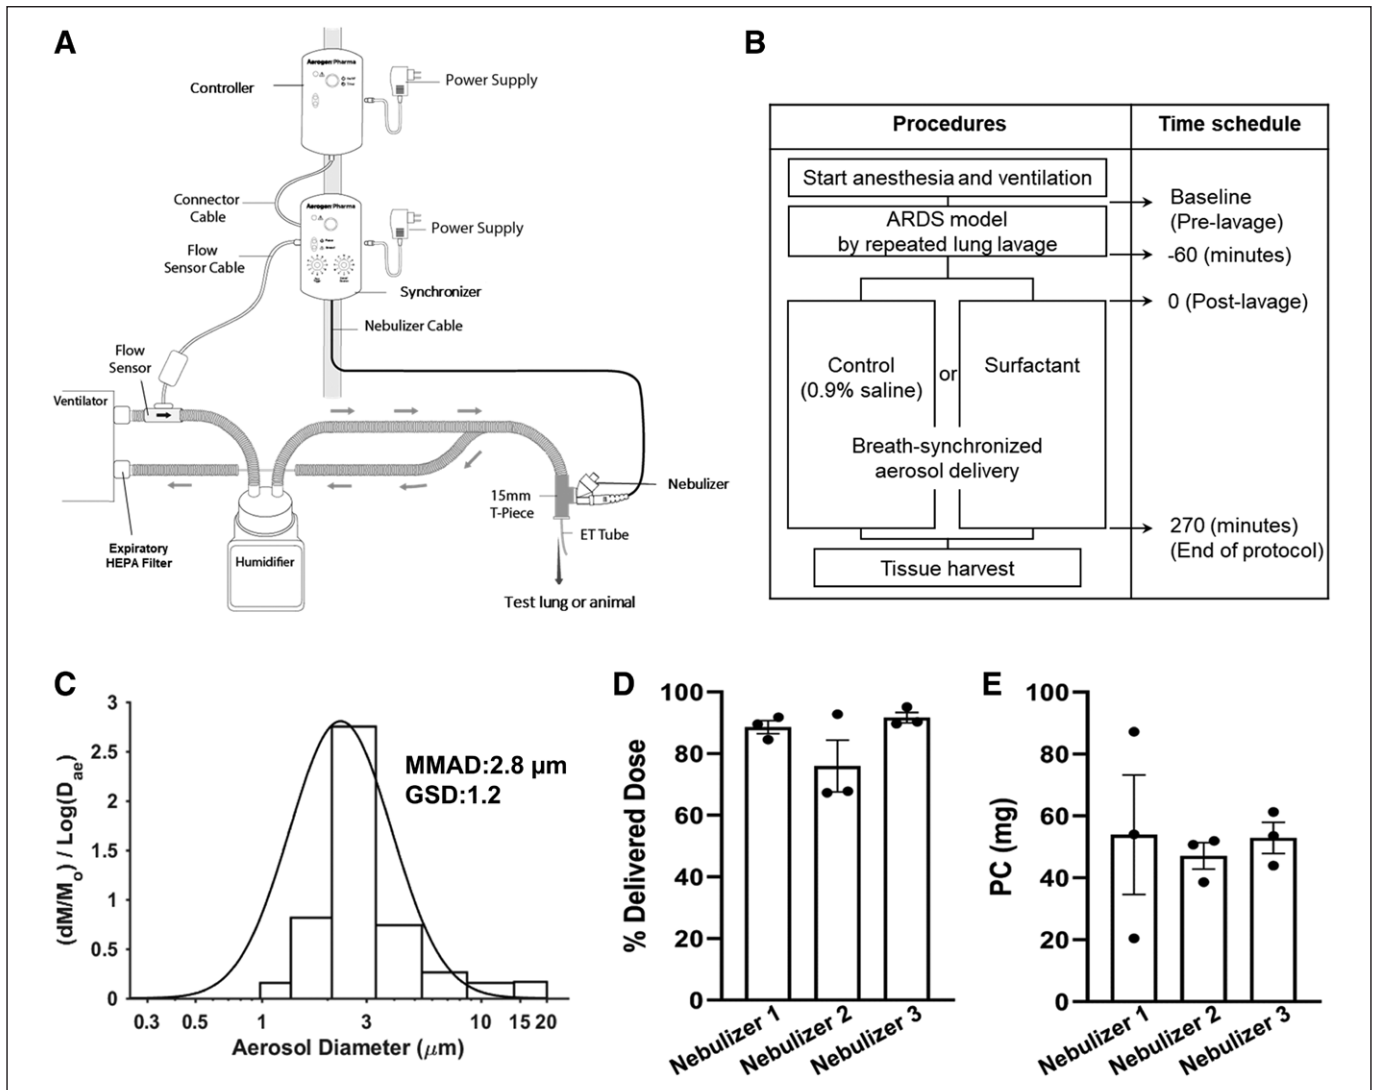 A
Aerogen Pharma
Controller
Power Supply
Connector
Cable
Aerogen Pharma
Power Supply
Flow
Sensor Cable
Synchronizer
Nebulizer Cable
Flow
Sensor
Ventilator
Nebulizer
15mm
T-Piece
ET Tube
Expiratory
HEPA Filter
Humidifier
Test lung or animal
B
Procedures
Time schedule
Start anesthesia and ventilation
Baseline
(Pre-lavage)
ARDS model
by repeated lung lavage
-60 (minutes)
0 (Post-lavage)
Control
(0.9% saline)
or
Surfactant
Breath-synchronized
aerosol delivery
270 (minutes)
(End of protocol)
Tissue harvest
C
(dM/Mo) / Log(Dae)
3
2.5
2
1.5
1
0.5
0
MMAD:2.8 µm
GSD:1.2
0.3 0.5 1 3 10 15 20
Aerosol Diameter (µm)
D
% Delivered Dose
100
80
60
40
20
0
Nebulizer 1
Nebulizer 2
Nebulizer 3
E
PC (mg)
100
80
60
40
20
0
Nebulizer 1
Nebulizer 2
Nebulizer 3